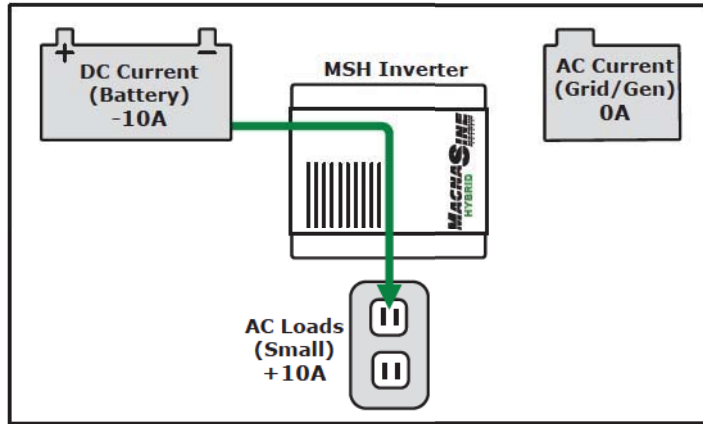 + −
DC Current
(Battery)
-10A
MSH Inverter
MAGNASINE
HYBRID
AC Current
(Grid/Gen)
0A
AC Loads
(Small)
+10A